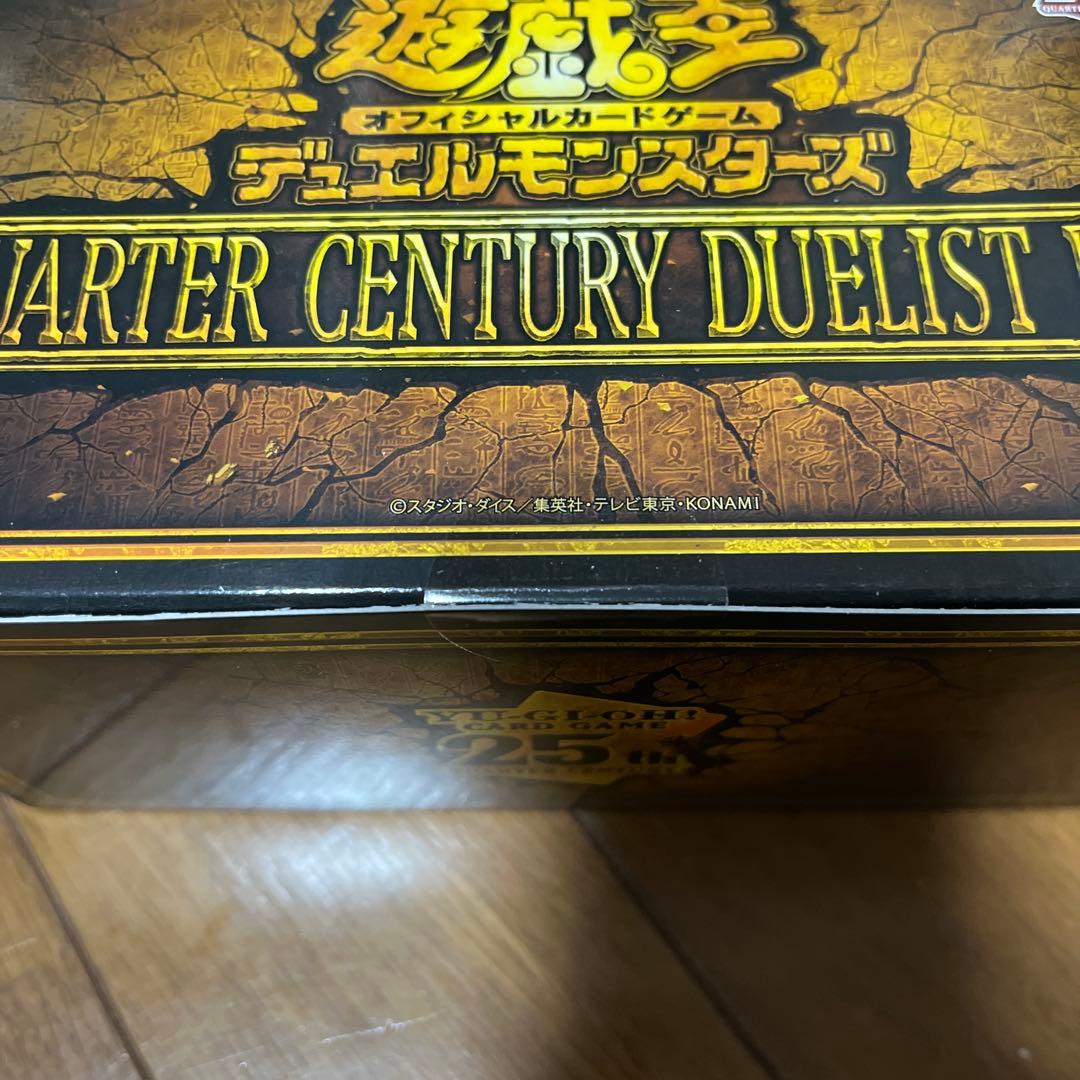 遊戯王
オフィシャルカードゲーム
デュエルモンスターズ
UARTER CENTURY DUELIST
©スタジオ・ダイス／集英社・テレビ東京・KONAMI
YU-GI-OH!
CARD GAME
25th